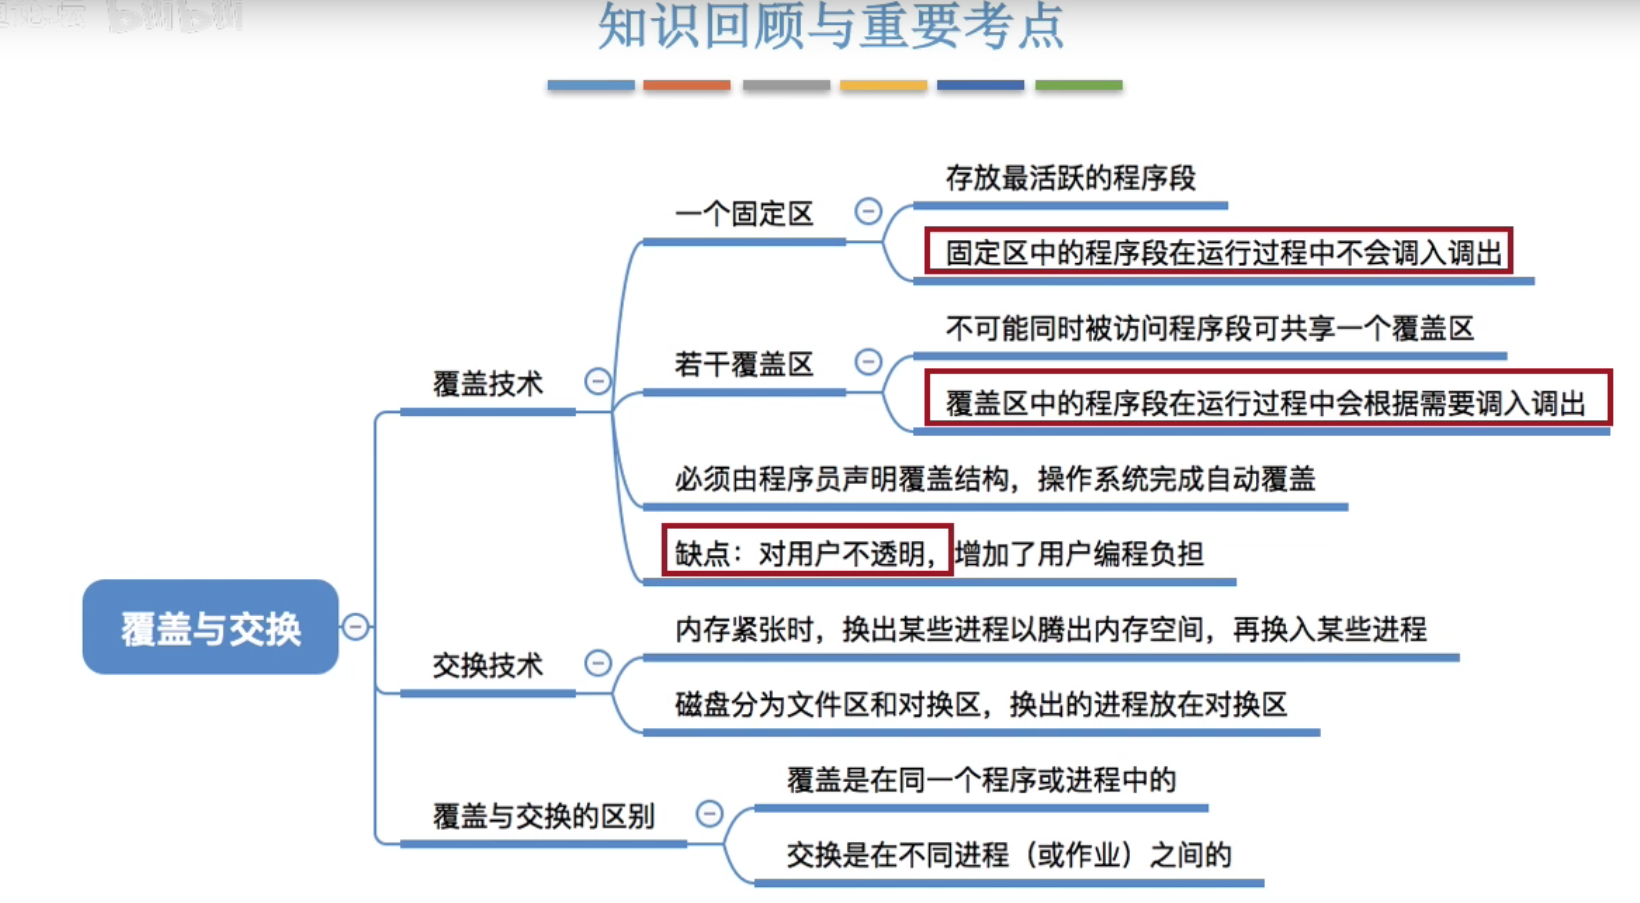 bilibili
知识回顾与重要考点
存放最活跃的程序段
一个固定区
固定区中的程序段在运行过程中不会调入调出
不可能同时被访问程序段可共享一个覆盖区
若干覆盖区
覆盖技术
覆盖区中的程序段在运行过程中会根据需要调入调出
必须由程序员声明覆盖结构，操作系统完成自动覆盖
缺点：对用户不透明，增加了用户编程负担
覆盖与交换
内存紧张时，换出某些进程以腾出内存空间，再换入某些进程
交换技术
磁盘分为文件区和对换区，换出的进程放在对换区
覆盖是在同一个程序或进程中的
覆盖与交换的区别
交换是在不同进程（或作业）之间的